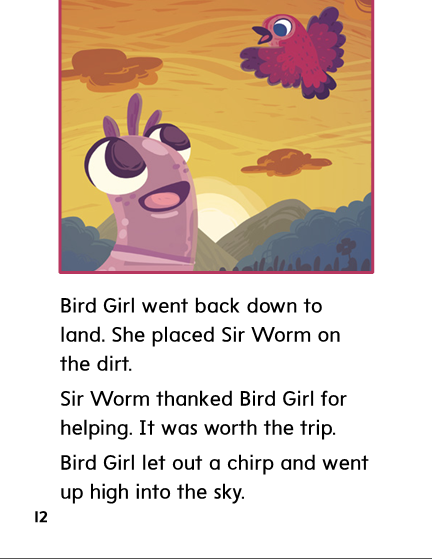 Bird Girl went back down to
land. She placed Sir Worm on
the dirt.
Sir Worm thanked Bird Girl for
helping. It was worth the trip.
Bird Girl let out a chirp and went
up high into the sky.
12